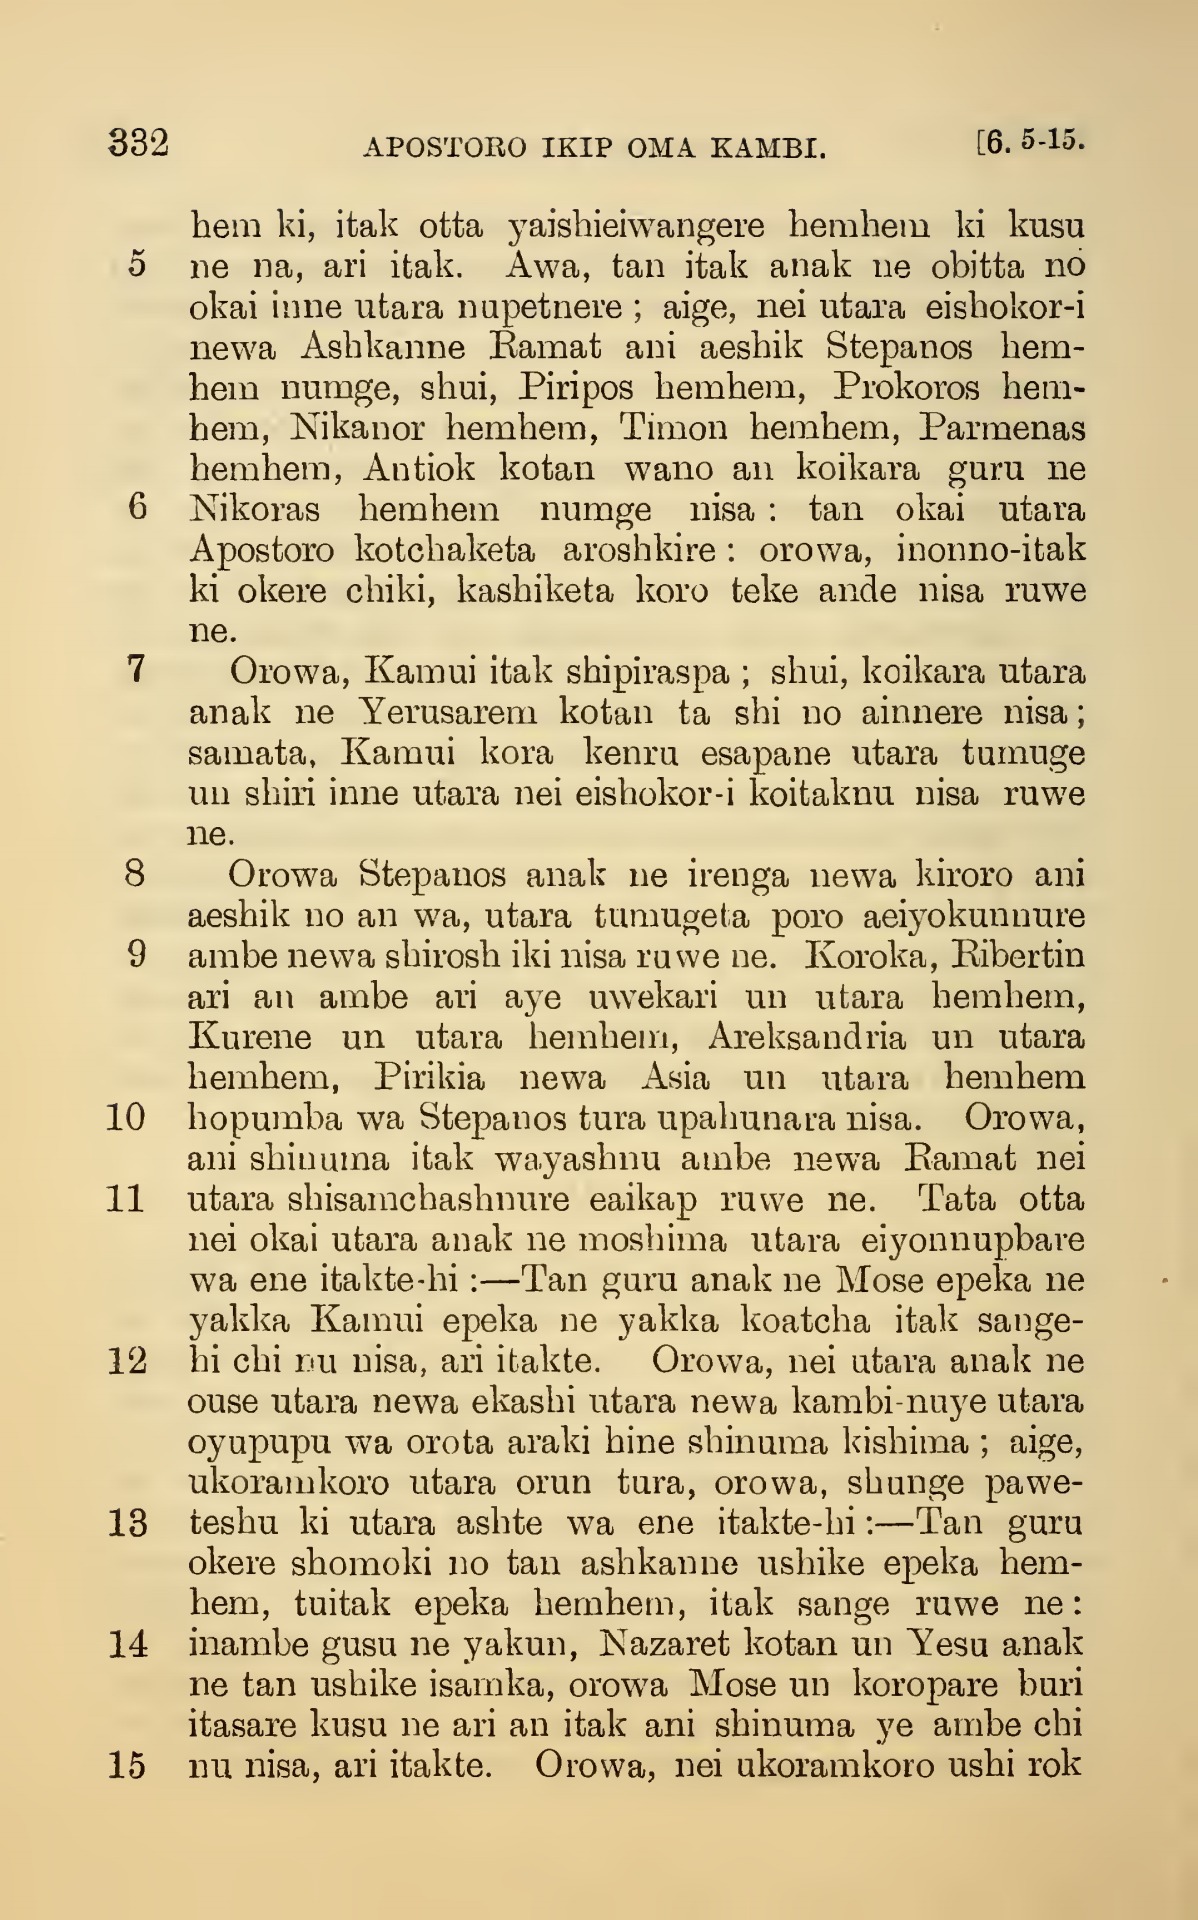 332 APOSTORO IKIP OMA KAMBI. [6. 5-15.
hem ki, itak otta yaishieiwangere hemhem ki kusu
5 ne na, ari itak. Awa, tan itak anak ne obitta no
okai inne utara nupetnere ; aige, nei utara eishokor-i
newa Ashkanne Ramat ani aeshik Stepanos hem-
hem numge, shui, Piripos hemhem, Prokoros hem-
hem, Nikanor hemhem, Timon hemhem, Parmenas
hemhem, Antiok kotan wano an koikara guru ne
6 Nikoras hemhem numge nisa : tan okai utara
Apostoro kotchaketa aroshkire : orowa, inonno-itak
ki okere chiki, kashiketa koro teke ande nisa ruwe
ne.
7 Orowa, Kamui itak shipiraspa ; shui, koikara utara
anak ne Yerusarem kotan ta shi no ainnere nisa ;
samata, Kamui kora kenru esapane utara tumuge
un shiri inne utara nei eishokor-i koitaknu nisa ruwe
ne.
8 Orowa Stepanos anak ne irenga newa kiroro ani
aeshik no an wa, utara tumugeta poro aeiyokunnure
9 ambe newa shirosh iki nisa ruwe ne. Koroka, Ribertin
ari an ambe ari aye uwekari un utara hemhem,
Kurene un utara hemhem, Areksandria un utara
hemhem, Pirikia newa Asia un utara hemhem
10 hopumba wa Stepanos tura upahunara nisa. Orowa,
ani shinuma itak wayashnu ambe newa Ramat nei
11 utara shisamchashnure eaikap ruwe ne. Tata otta
nei okai utara anak ne moshima utara eiyonnupbare
wa ene itakte-hi :—Tan guru anak ne Mose epeka ne
yakka Kamui epeka ne yakka koatcha itak sange-
12 hi chi nu nisa, ari itakte. Orowa, nei utara anak ne
ouse utara newa ekashi utara newa kambi-nuye utara
oyupupu wa orota araki hine shinuma kishima ; aige,
ukoramkoro utara orun tura, orowa, shunge pawe-
13 teshu ki utara ashte wa ene itakte-hi :—Tan guru
okere shomoki no tan ashkanne ushike epeka hem-
hem, tuitak epeka hemhem, itak sange ruwe ne :
14 inambe gusu ne yakun, Nazaret kotan un Yesu anak
ne tan ushike isamka, orowa Mose un koropare buri
itasare kusu ne ari an itak ani shinuma ye ambe chi
15 nu nisa, ari itakte. Orowa, nei ukoramkoro ushi rok